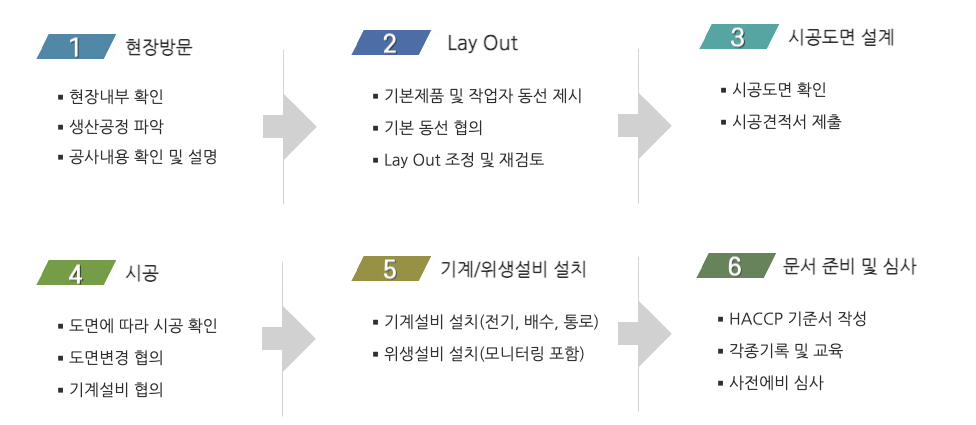 1 현장방문
▪ 현장내부 확인
▪ 생산공정 파악
▪ 공사내용 확인 및 설명
2 Lay Out
▪ 기본제품 및 작업자 동선 제시
▪ 기본 동선 협의
▪ Lay Out 조정 및 재검토
3 시공도면 설계
▪ 시공도면 확인
▪ 시공견적서 제출
4 시공
▪ 도면에 따라 시공 확인
▪ 도면변경 협의
▪ 기계설비 협의
5 기계/위생설비 설치
▪ 기계설비 설치(전기, 배수, 통로)
▪ 위생설비 설치(모니터링 포함)
6 문서 준비 및 심사
▪ HACCP 기준서 작성
▪ 각종기록 및 교육
▪ 사전에비 심사